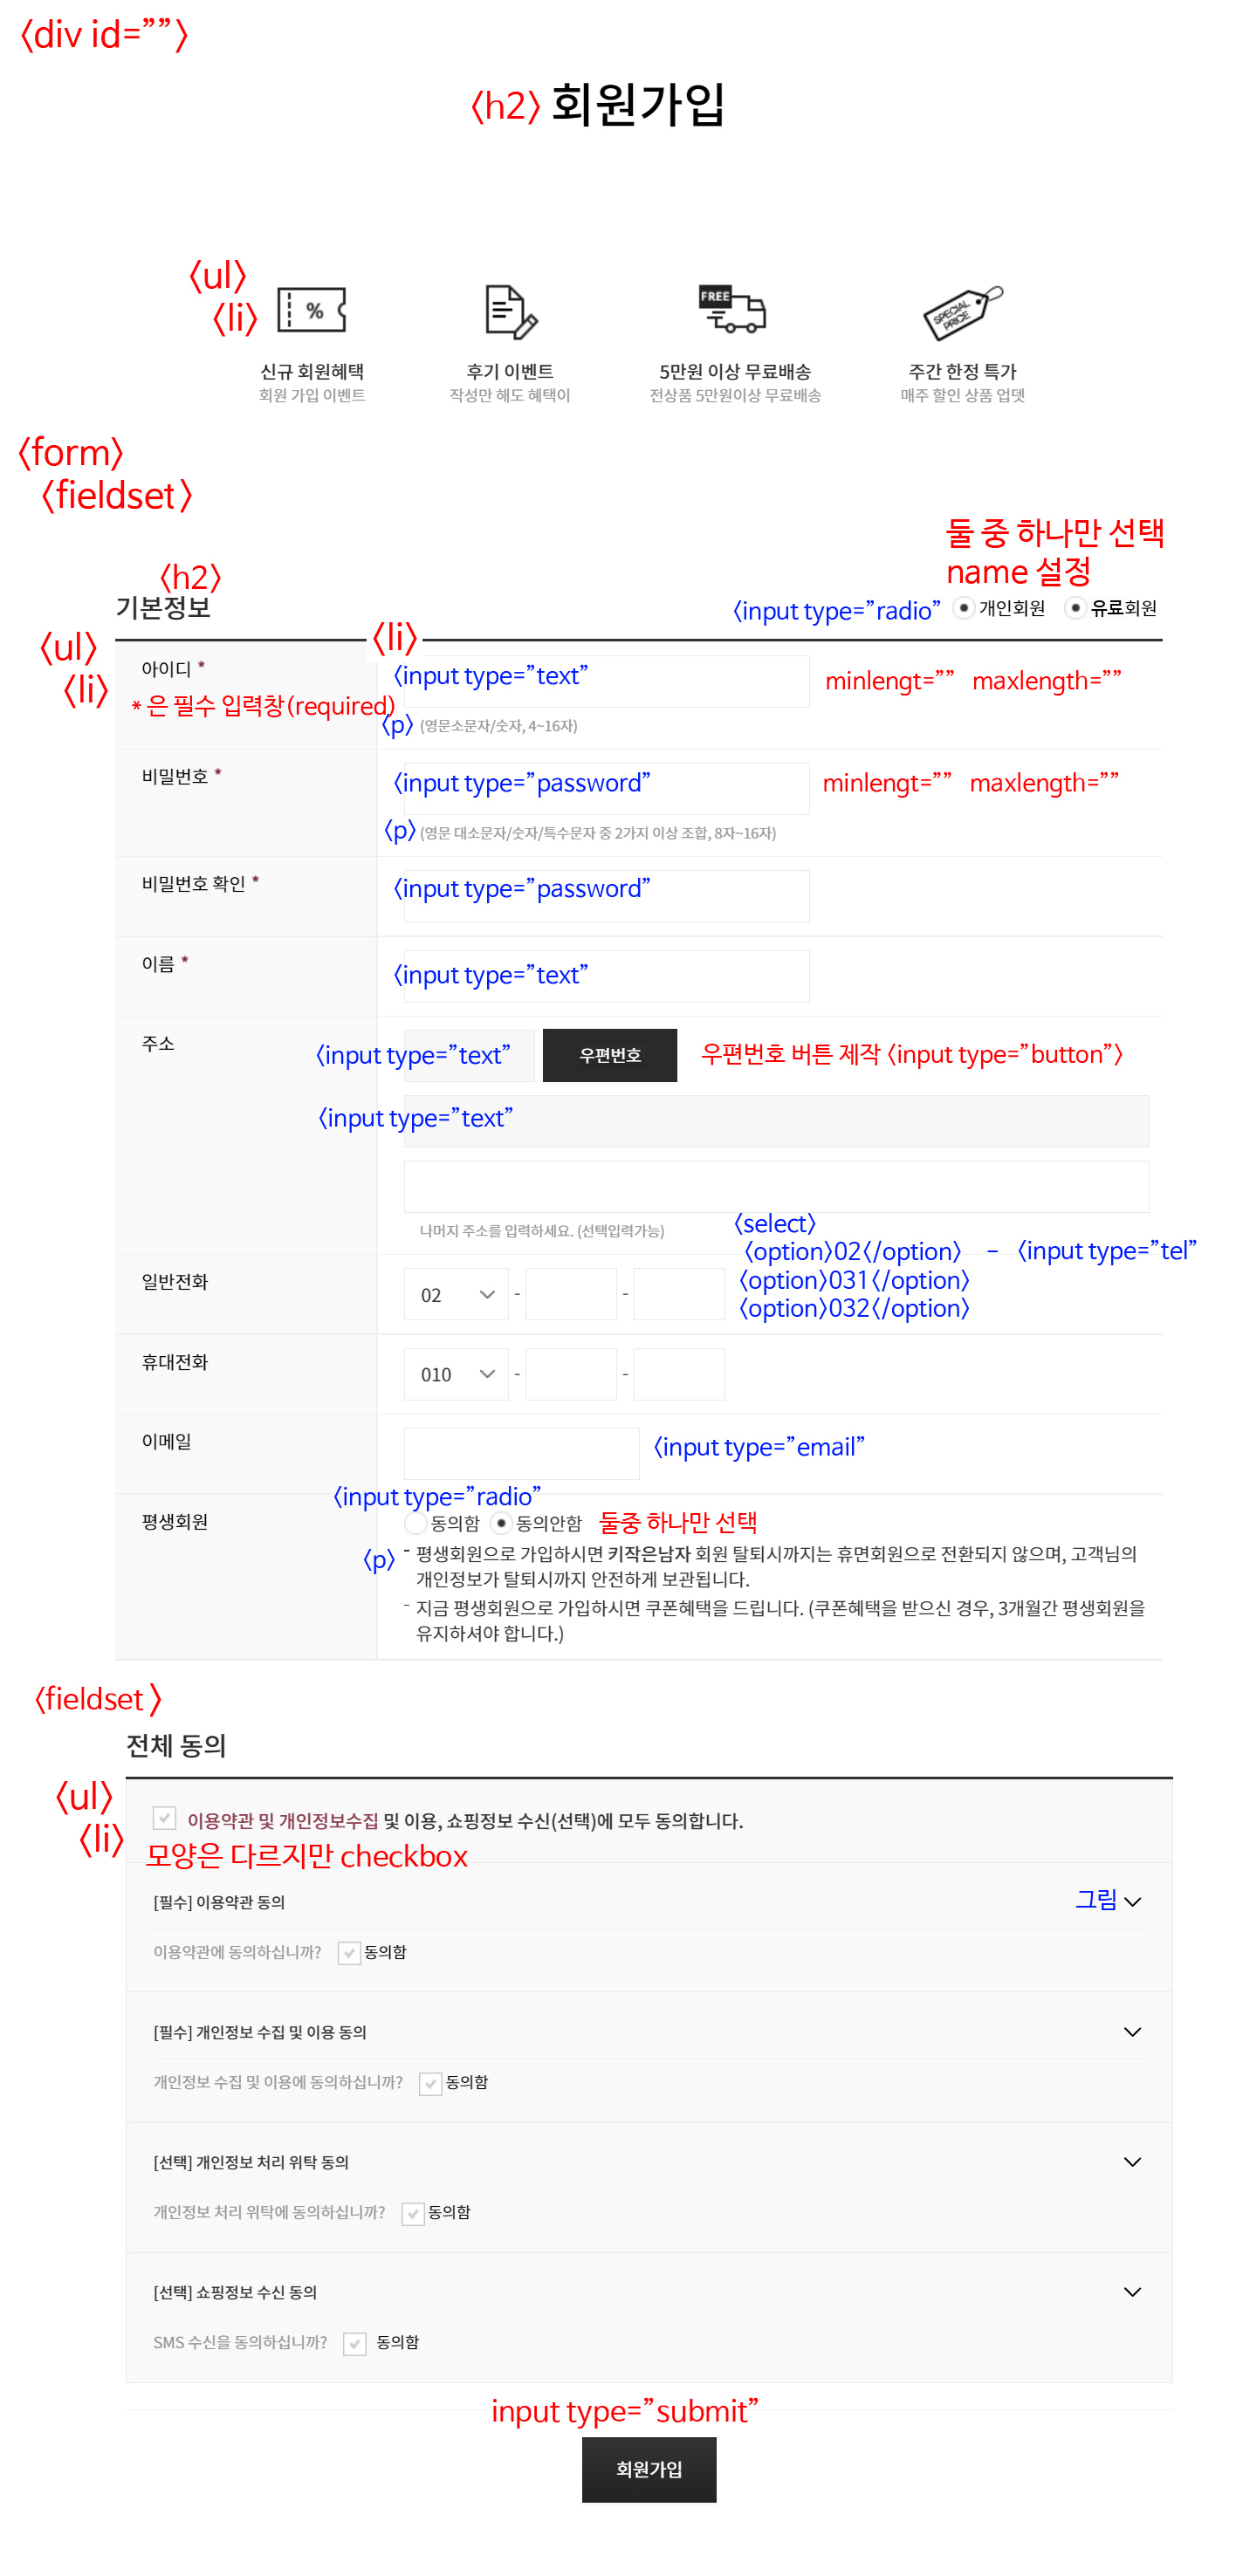 <div id="">
<h2> 회원가입
<ul>
<li>
%
FREE
SPECIAL PRICE
신규 회원혜택 후기 이벤트 5만원 이상 무료배송 주간 한정 특가
회원 가입 이벤트 작성만 해도 혜택이 전상품 5만원이상 무료배송 매주 할인 상품 업뎃
<form>
<fieldset>
둘 중 하나만 선택
name 설정
<h2>
기본정보 <input type="radio" 개인회원 유료회원
<ul> <li>
<li>
아이디 * <input type="text" minlengt="" maxlength=""
* 은 필수 입력창(required)
<p> (영문소문자/숫자, 4~16자)
비밀번호 * <input type="password" minlengt="" maxlength=""
<p> (영문 대소문자/숫자/특수문자 중 2가지 이상 조합, 8자~16자)
비밀번호 확인 * <input type="password"
이름 * <input type="text"
주소 <input type="text" 우편번호 우편번호 버튼 제작 <input type="button">
<input type="text"
나머지 주소를 입력하세요. (선택입력가능) <select>
<option>02</option> - <input type="tel"
<option>031</option>
<option>032</option>
일반전화 02 - -
휴대전화 010 - -
이메일 <input type="email"
<input type="radio"
평생회원 동의함 동의안함 둘중 하나만 선택
<p> - 평생회원으로 가입하시면 키작은남자 회원 탈퇴시까지는 휴면회원으로 전환되지 않으며, 고객님의
개인정보가 탈퇴시까지 안전하게 보관됩니다.
- 지금 평생회원으로 가입하시면 쿠폰혜택을 드립니다. (쿠폰혜택을 받으신 경우, 3개월간 평생회원을
유지하셔야 합니다.)
<fieldset>
전체 동의
<ul>
<li>
이용약관 및 개인정보수집 및 이용, 쇼핑정보 수신(선택)에 모두 동의합니다.
모양은 다르지만 checkbox
[필수] 이용약관 동의 그림
이용약관에 동의하십니까? 동의함
[필수] 개인정보 수집 및 이용 동의
개인정보 수집 및 이용에 동의하십니까? 동의함
[선택] 개인정보 처리 위탁 동의
개인정보 처리 위탁에 동의하십니까? 동의함
[선택] 쇼핑정보 수신 동의
SMS 수신을 동의하십니까? 동의함
input type="submit"
회원가입